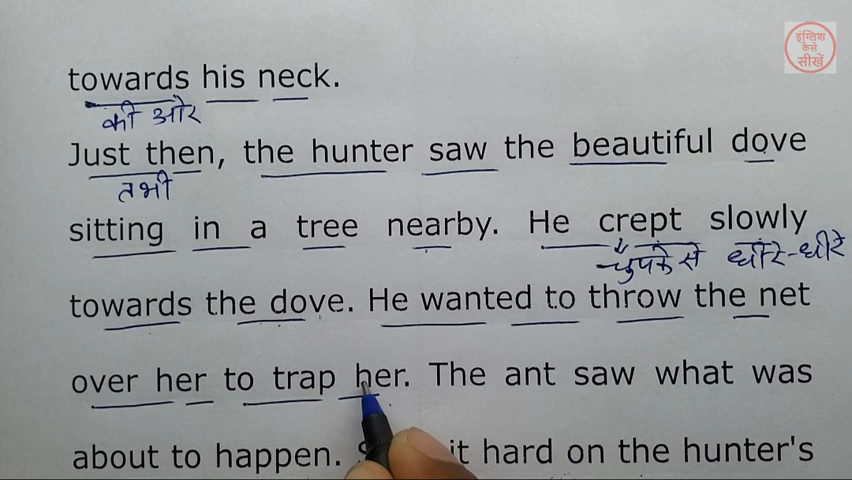 इंग्लिश
कैसे
सीखें
towards his neck.
की ओर
Just then, the hunter saw the beautiful dove
तभी
sitting in a tree nearby. He crept slowly
चुपके से धीरे-धीरे
towards the dove. He wanted to throw the net
over her to trap her. The ant saw what was
about to happen. it hard on the hunter's